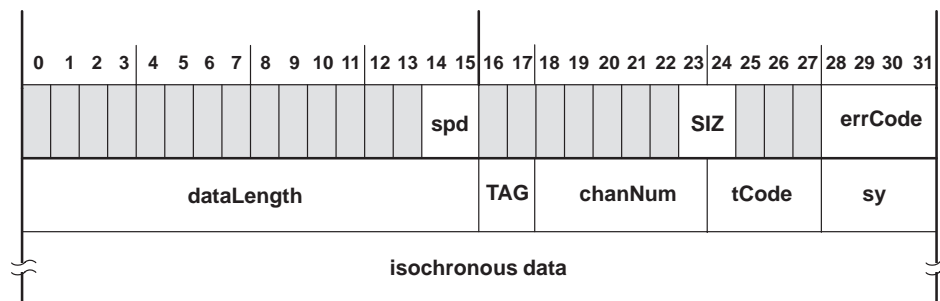 0 1 2 3 4 5 6 7 8 9 10 11 12 13 14 15 16 17 18 19 20 21 22 23 24 25 26 27 28 29 30 31
spd SIZ errCode
dataLength TAG chanNum tCode sy
isochronous data